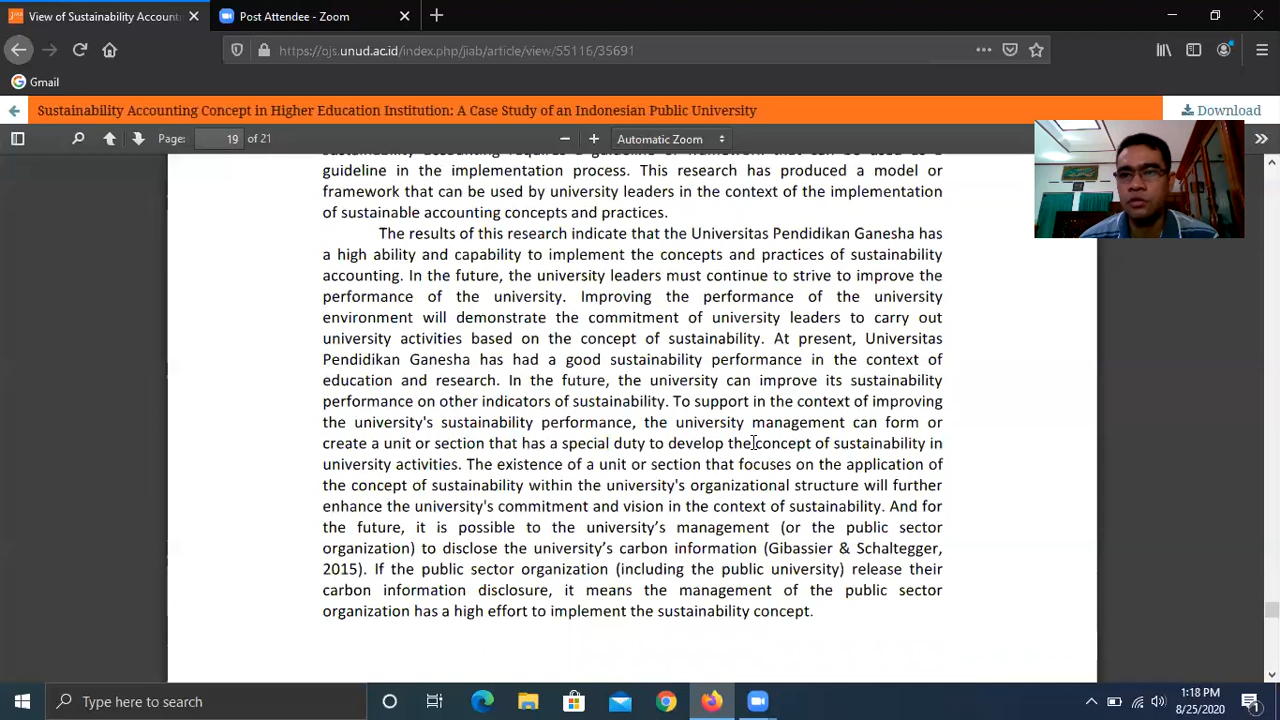 View of Sustainability Account
Post Attendee - Zoom
https://ojs.unud.ac.id/index.php/jiab/article/view/55116/35691
Gmail
Sustainability Accounting Concept in Higher Education Institution: A Case Study of an Indonesian Public University
Download
Page: 19 of 21
Automatic Zoom
guideline in the implementation process. This research has produced a model or
framework that can be used by university leaders in the context of the implementation
of sustainable accounting concepts and practices.
The results of this research indicate that the Universitas Pendidikan Ganesha has
a high ability and capability to implement the concepts and practices of sustainability
accounting. In the future, the university leaders must continue to strive to improve the
performance of the university. Improving the performance of the university
environment will demonstrate the commitment of university leaders to carry out
university activities based on the concept of sustainability. At present, Universitas
Pendidikan Ganesha has had a good sustainability performance in the context of
education and research. In the future, the university can improve its sustainability
performance on other indicators of sustainability. To support in the context of improving
the university's sustainability performance, the university management can form or
create a unit or section that has a special duty to develop the concept of sustainability in
university activities. The existence of a unit or section that focuses on the application of
the concept of sustainability within the university's organizational structure will further
enhance the university's commitment and vision in the context of sustainability. And for
the future, it is possible to the university’s management (or the public sector
organization) to disclose the university’s carbon information (Gibassier & Schaltegger,
2015). If the public sector organization (including the public university) release their
carbon information disclosure, it means the management of the public sector
organization has a high effort to implement the sustainability concept.
Type here to search
1:18 PM
8/25/2020